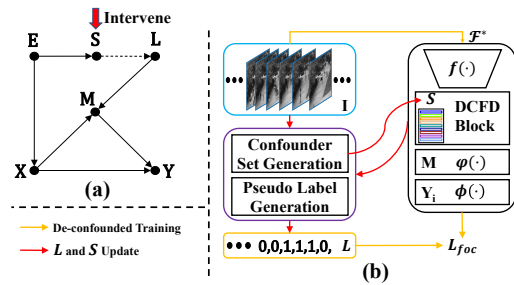 Intervene
E S L
M
X Y
(a)
De-confounded Training
L and S Update
(b)
••• •••
I
Confounder
Set Generation
Pseudo Label
Generation
••• 0,0,1,1,1,0, L
𝓕*
f(·)
S DCFD
Block
M φ(·)
Yᵢ ϕ(·)
L_foc